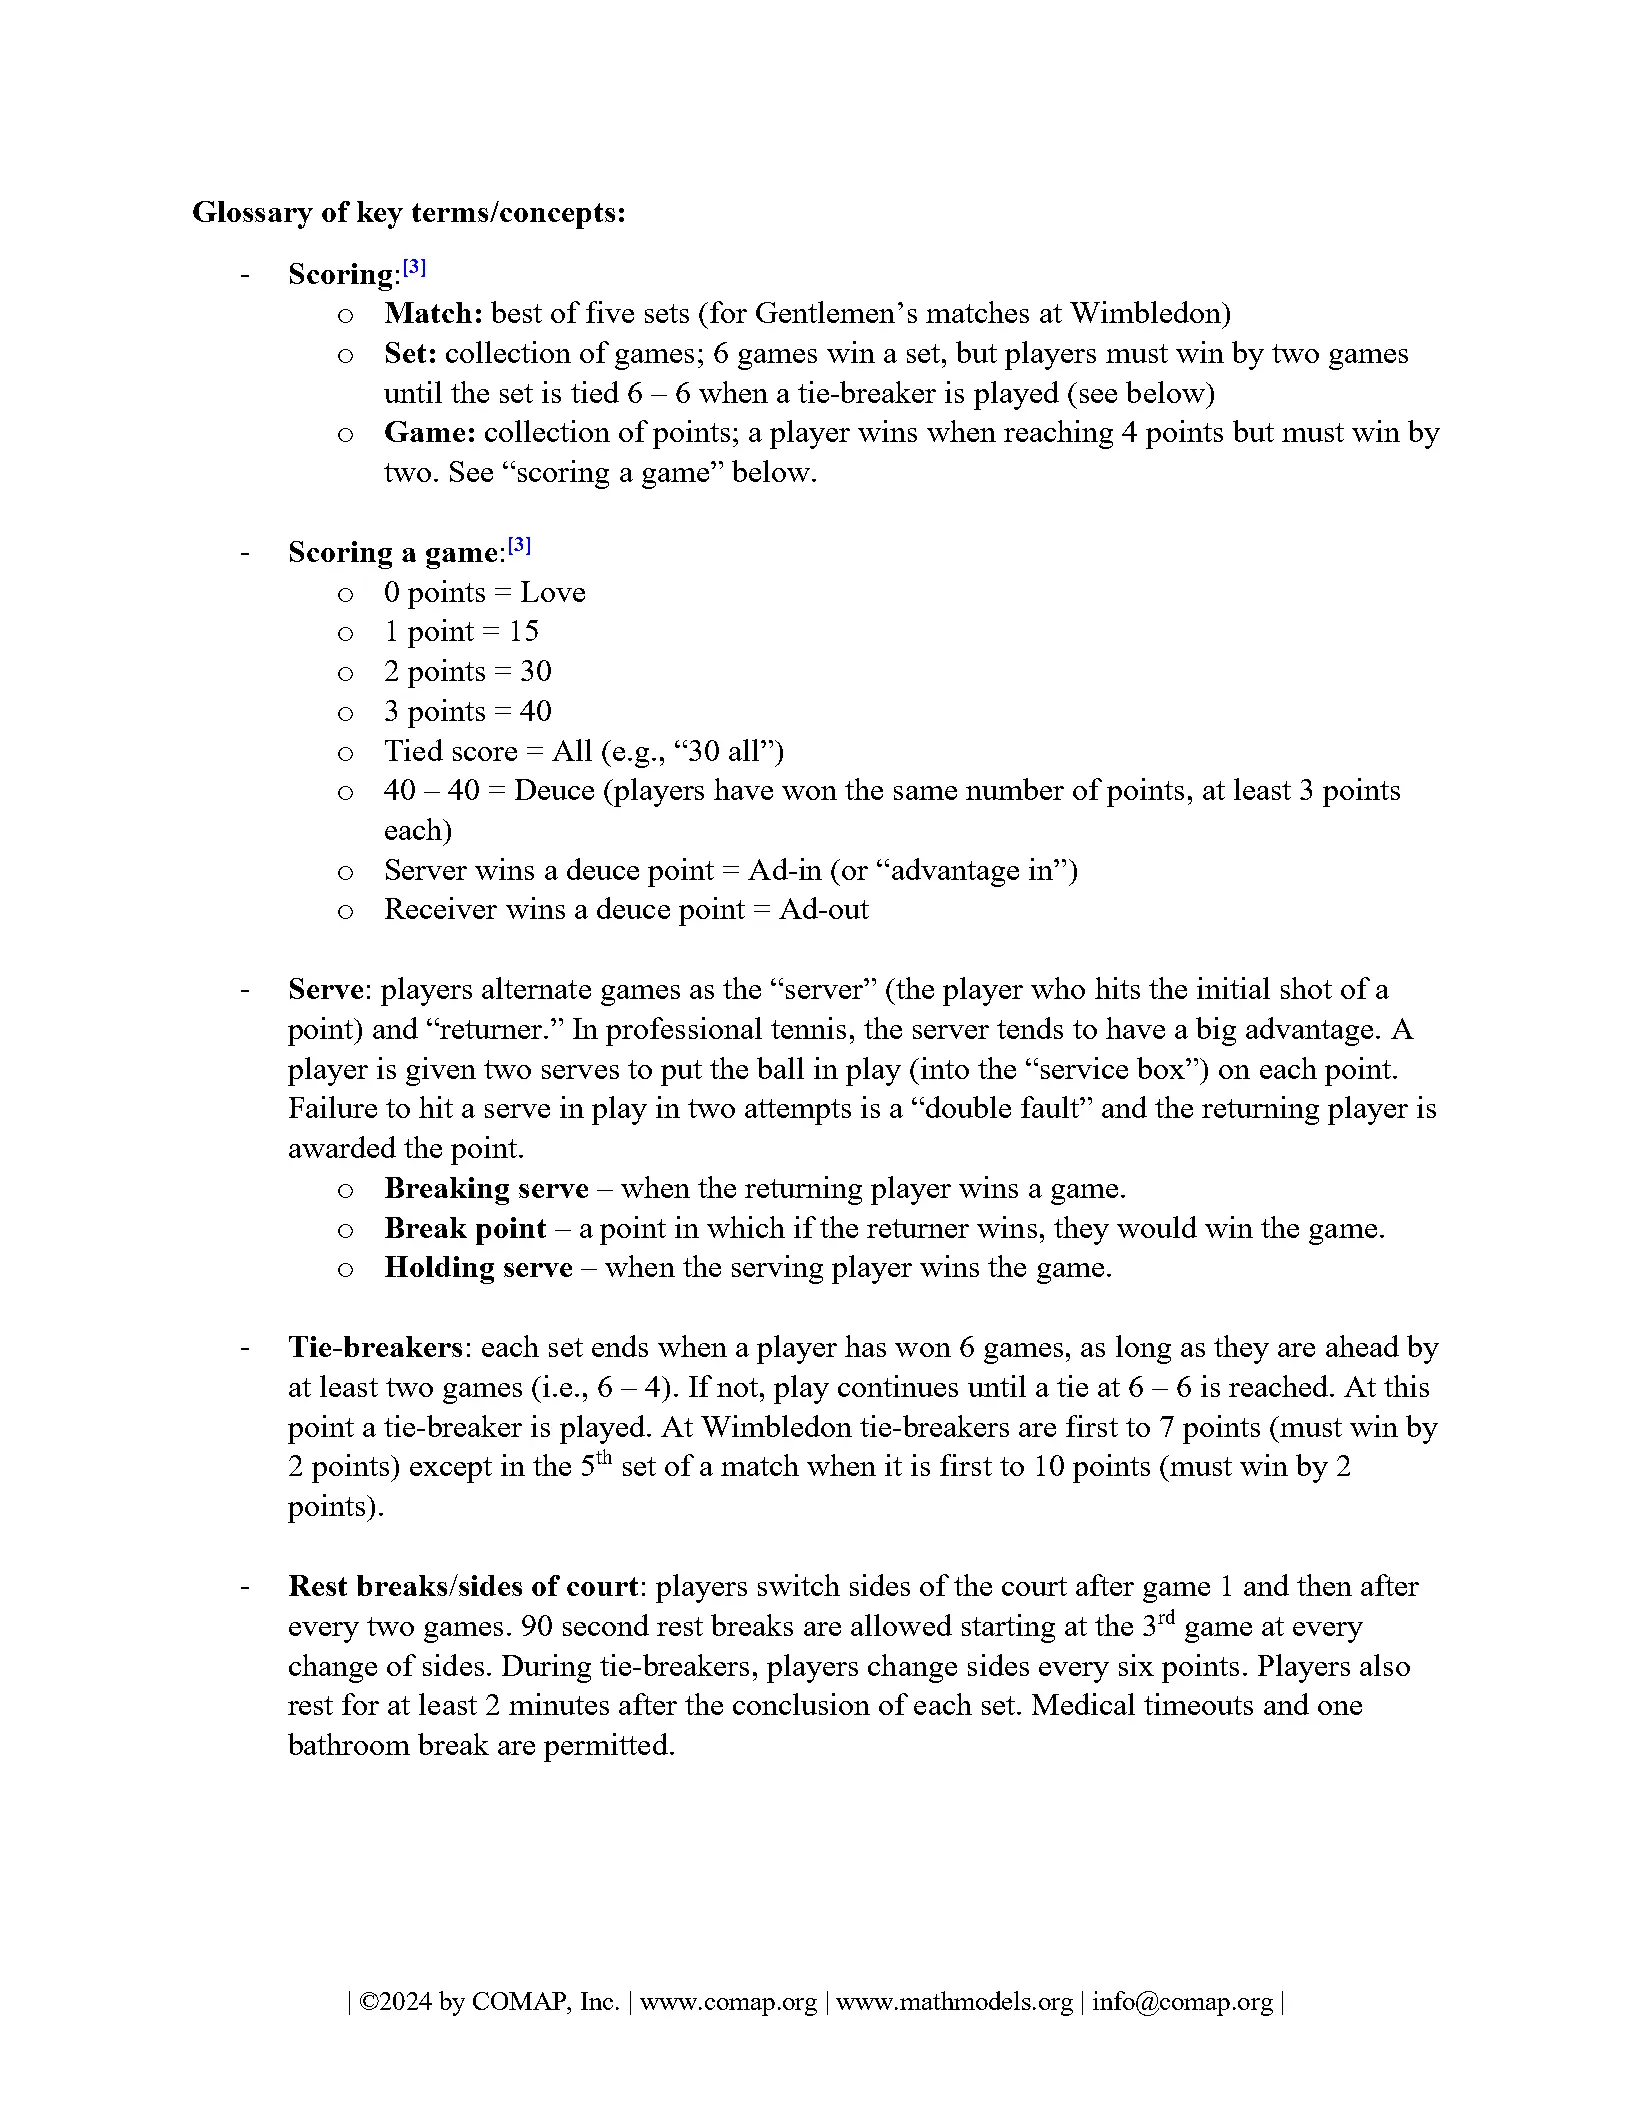 Glossary of key terms/concepts:
- Scoring:[3]
o Match: best of five sets (for Gentlemen’s matches at Wimbledon)
o Set: collection of games; 6 games win a set, but players must win by two games
until the set is tied 6 – 6 when a tie-breaker is played (see below)
o Game: collection of points; a player wins when reaching 4 points but must win by
two. See “scoring a game” below.
- Scoring a game:[3]
o 0 points = Love
o 1 point = 15
o 2 points = 30
o 3 points = 40
o Tied score = All (e.g., “30 all”)
o 40 – 40 = Deuce (players have won the same number of points, at least 3 points
each)
o Server wins a deuce point = Ad-in (or “advantage in”)
o Receiver wins a deuce point = Ad-out
- Serve: players alternate games as the “server” (the player who hits the initial shot of a
point) and “returner.” In professional tennis, the server tends to have a big advantage. A
player is given two serves to put the ball in play (into the “service box”) on each point.
Failure to hit a serve in play in two attempts is a “double fault” and the returning player is
awarded the point.
o Breaking serve – when the returning player wins a game.
o Break point – a point in which if the returner wins, they would win the game.
o Holding serve – when the serving player wins the game.
- Tie-breakers: each set ends when a player has won 6 games, as long as they are ahead by
at least two games (i.e., 6 – 4). If not, play continues until a tie at 6 – 6 is reached. At this
point a tie-breaker is played. At Wimbledon tie-breakers are first to 7 points (must win by
2 points) except in the 5th set of a match when it is first to 10 points (must win by 2
points).
- Rest breaks/sides of court: players switch sides of the court after game 1 and then after
every two games. 90 second rest breaks are allowed starting at the 3rd game at every
change of sides. During tie-breakers, players change sides every six points. Players also
rest for at least 2 minutes after the conclusion of each set. Medical timeouts and one
bathroom break are permitted.
| ©2024 by COMAP, Inc. | www.comap.org | www.mathmodels.org | info@comap.org |